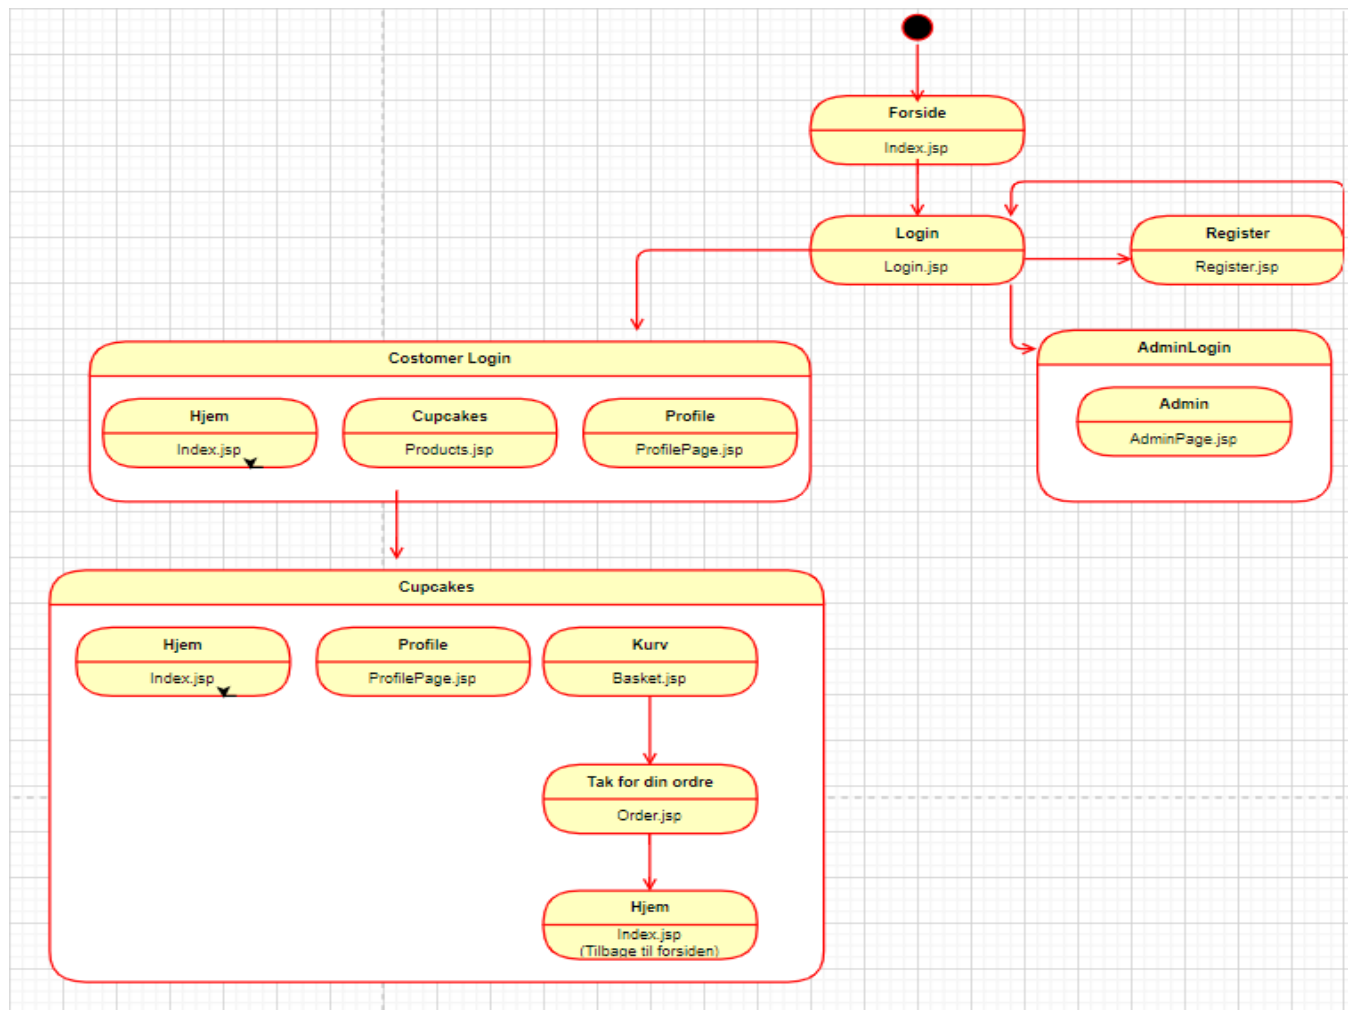 Forside
Index.jsp
Login
Login.jsp
Register
Register.jsp
Costomer Login
Hjem
Index.jsp
Cupcakes
Products.jsp
Profile
ProfilePage.jsp
AdminLogin
Admin
AdminPage.jsp
Cupcakes
Hjem
Index.jsp
Profile
ProfilePage.jsp
Kurv
Basket.jsp
Tak for din ordre
Order.jsp
Hjem
Index.jsp
(Tilbage til forsiden)